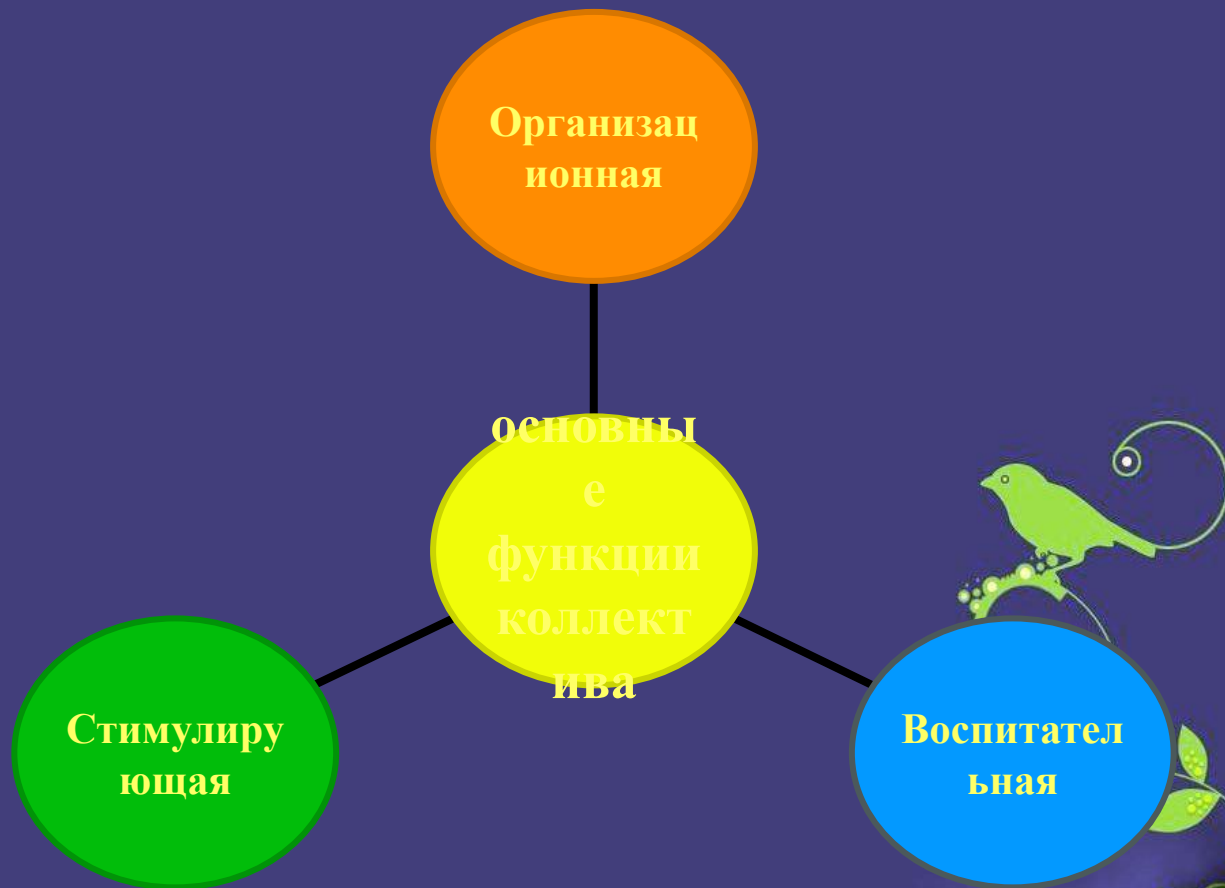 Организац
ионная
основны
е
функции
коллект
ива
Стимулиру
ющая
Воспитател
ьная